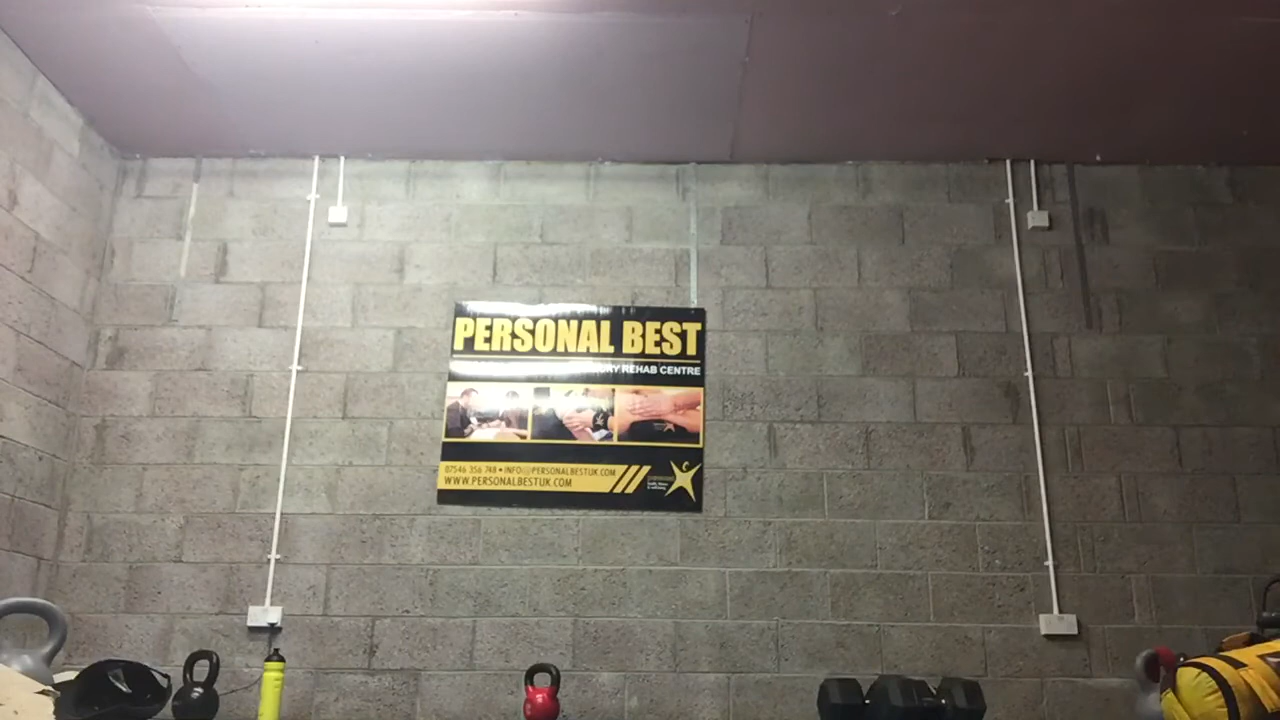 PERSONAL BEST
REHAB CENTRE
07546 356 748 • INFO@PERSONALBESTUK.COM
WWW.PERSONALBESTUK.COM